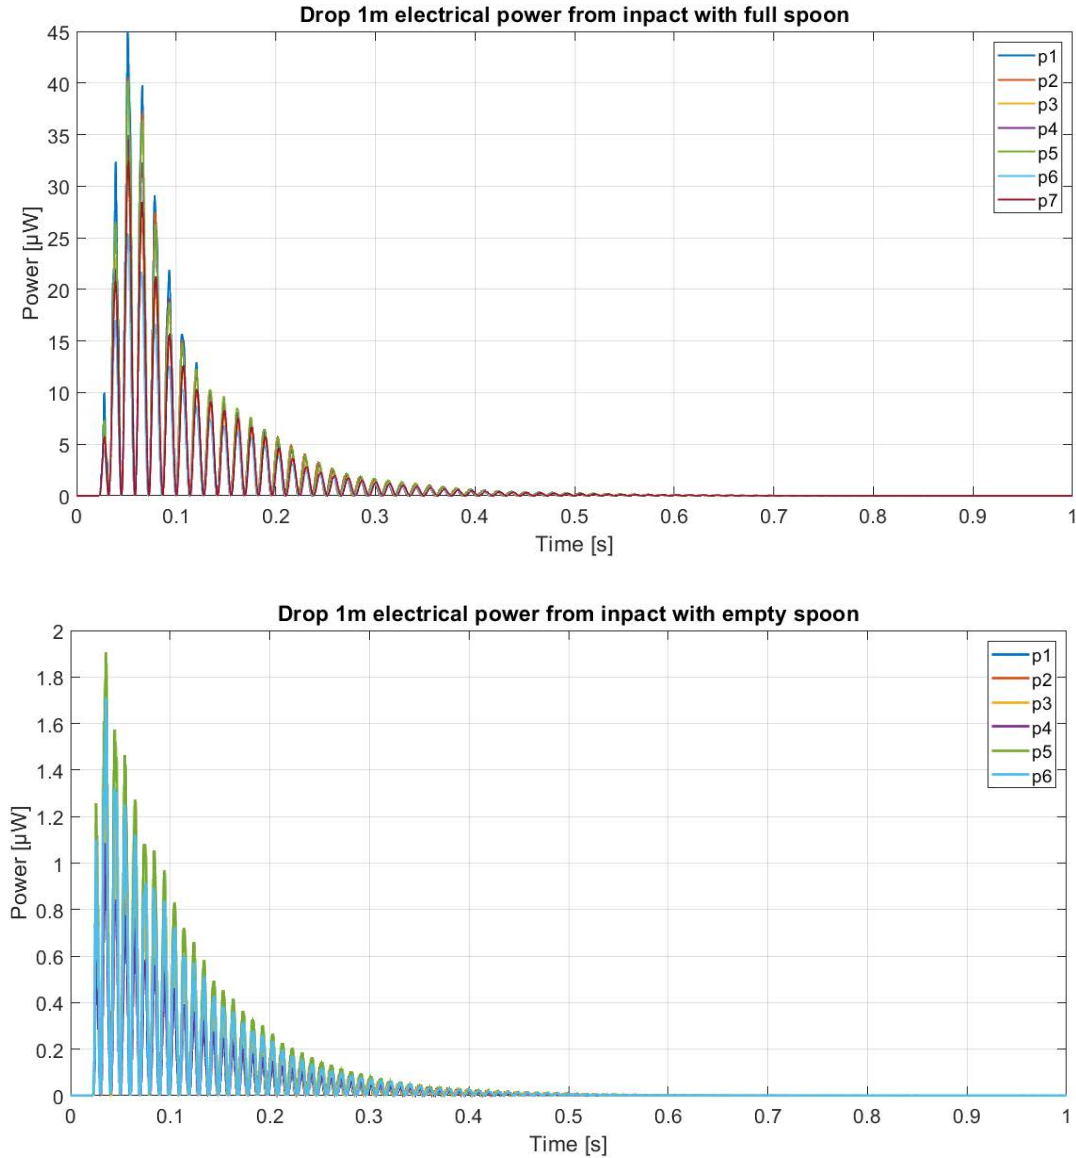 Drop 1m electrical power from inpact with full spoon
45
40
35
30
25
20
15
10
5
0
Power [µW]
p1
p2
p3
p4
p5
p6
p7
0 0.1 0.2 0.3 0.4 0.5 0.6 0.7 0.8 0.9 1
Time [s]
Drop 1m electrical power from inpact with empty spoon
2
1.8
1.6
1.4
1.2
1
0.8
0.6
0.4
0.2
0
Power [µW]
p1
p2
p3
p4
p5
p6
0 0.1 0.2 0.3 0.4 0.5 0.6 0.7 0.8 0.9 1
Time [s]